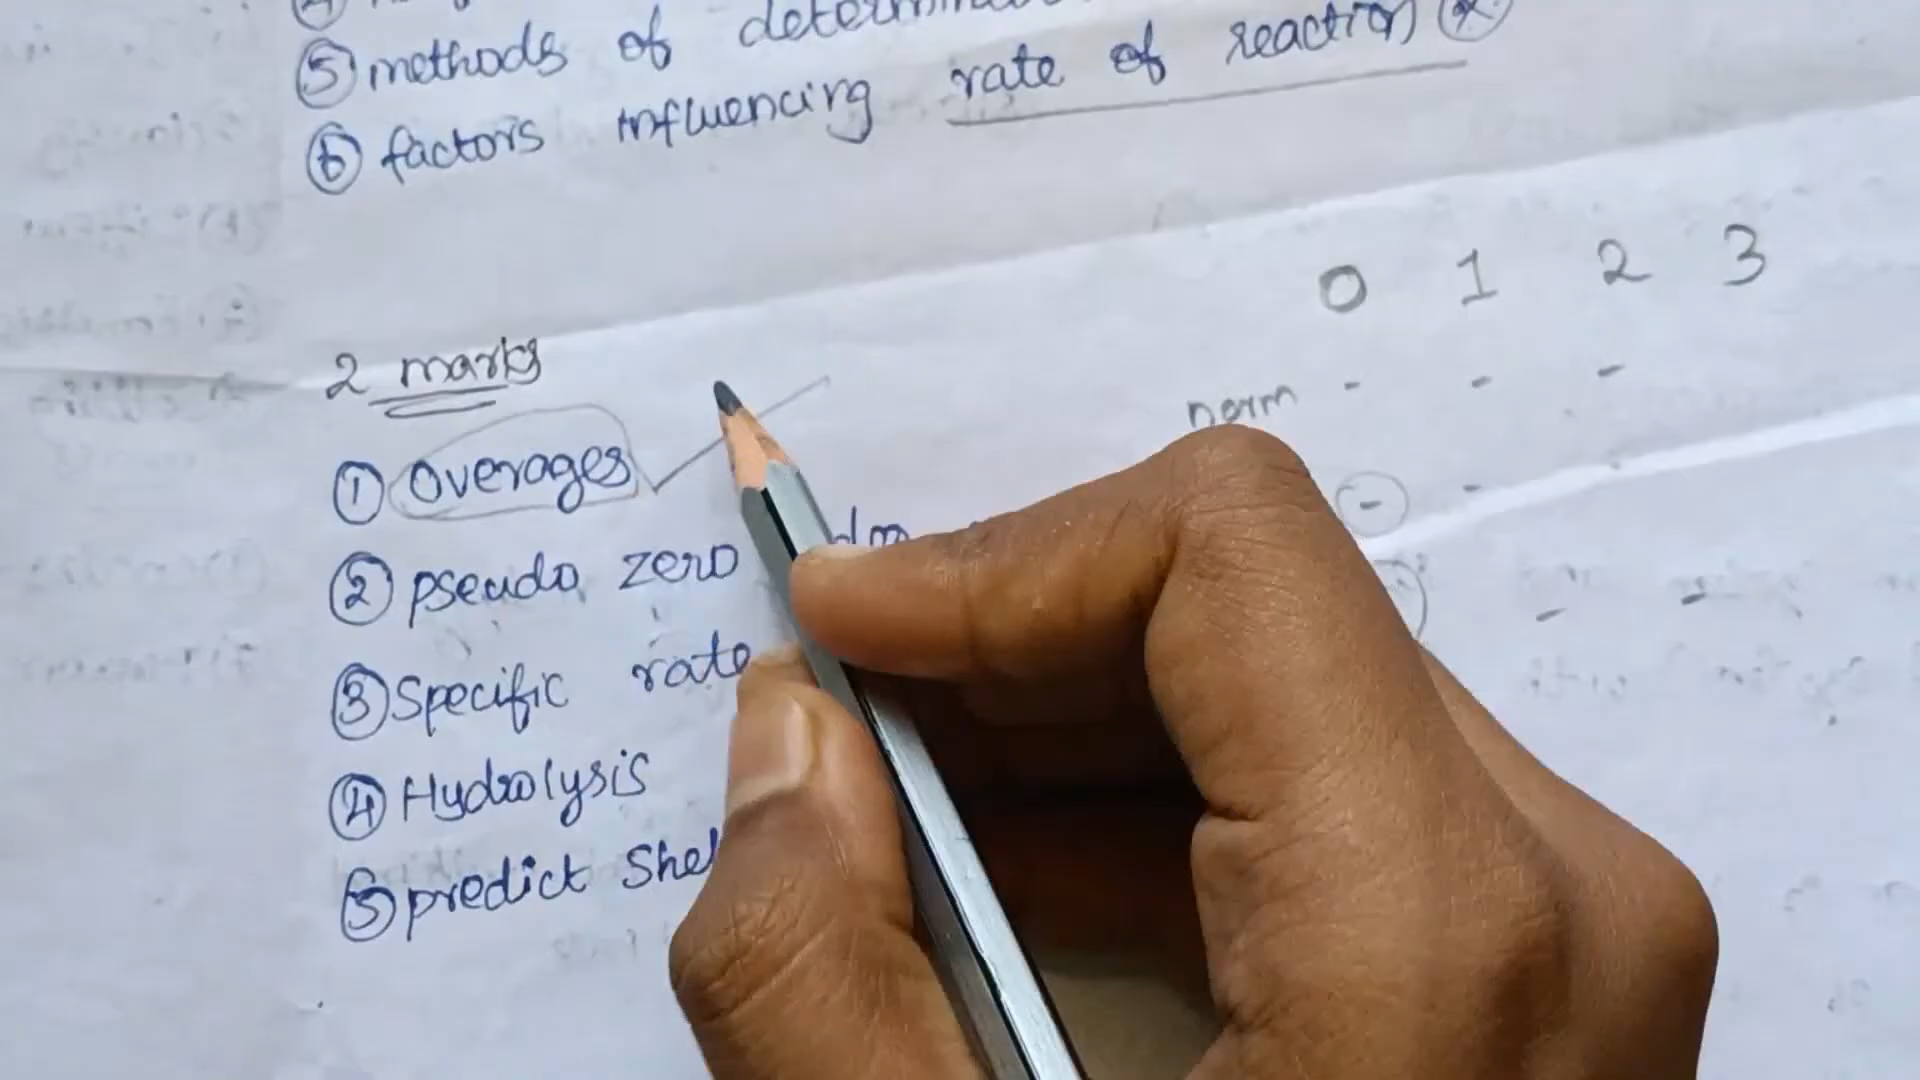 ⑤ methods of
⑥ factors influencing rate of reaction
0 1 2 3
2 marks
① Overages
② pseudo zero
③ Specific rate
④ Hydrolysis
⑤ predict